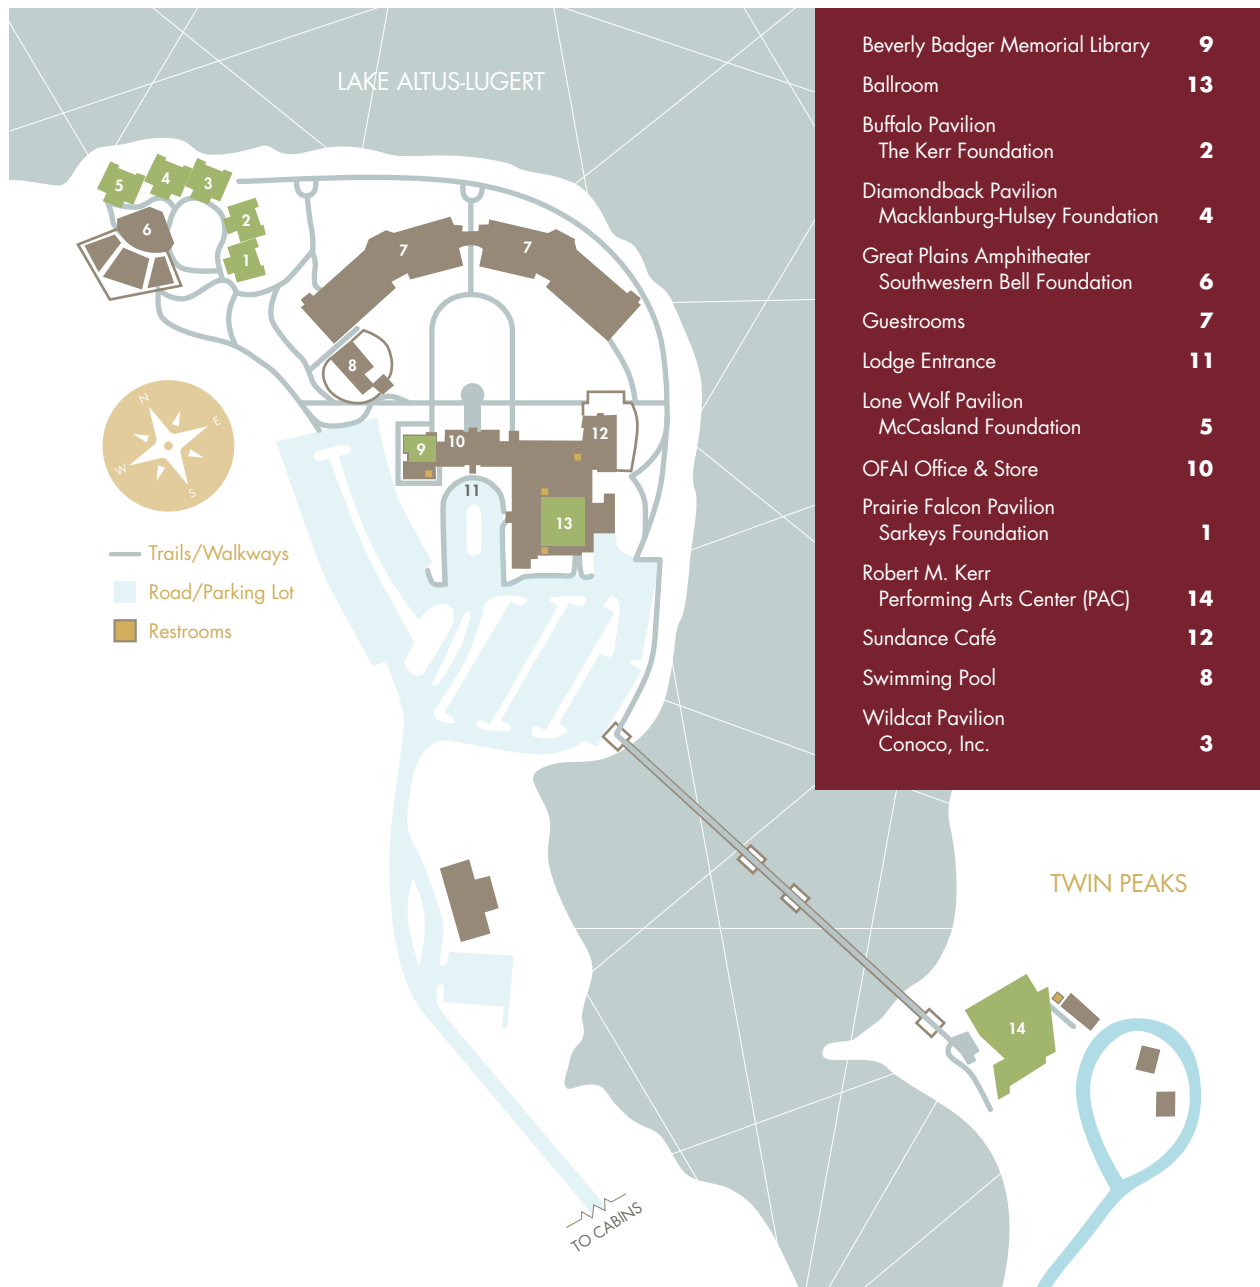 LAKE ALTUS-LUGERT
Beverly Badger Memorial Library 9
Ballroom 13
Buffalo Pavilion
The Kerr Foundation 2
Diamondback Pavilion
Macklanburg-Hulsey Foundation 4
Great Plains Amphitheater
Southwestern Bell Foundation 6
Guestrooms 7
Lodge Entrance 11
Lone Wolf Pavilion
McCasland Foundation 5
OFAI Office & Store 10
Prairie Falcon Pavilion
Sarkeys Foundation 1
Robert M. Kerr
Performing Arts Center (PAC) 14
Sundance Café 12
Swimming Pool 8
Wildcat Pavilion
Conoco, Inc. 3
5
4
3
2
6
1
7
7
8
9
10
12
11
13
N
E
W
S
Trails/Walkways
Road/Parking Lot
Restrooms
TWIN PEAKS
14
TO CABINS